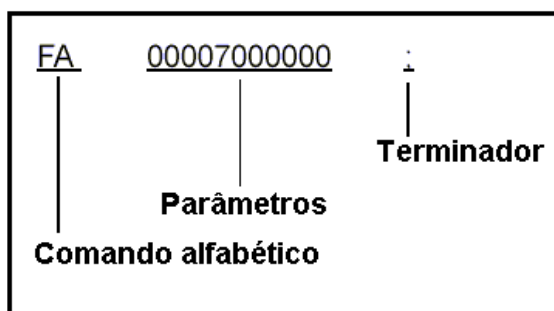 FA 00007000000 ;
Terminador
Parâmetros
Comando alfabético